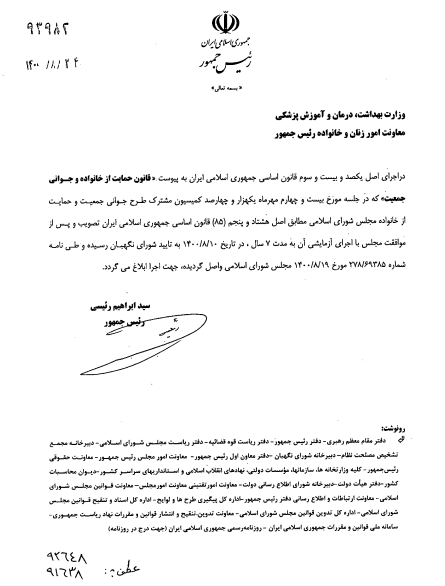 ۹۳۹۸۲
جمهوری اسلامی ایران
رئیس جمهور
۱۴۰۰/۸/۲۴
«بسمه تعالی»
وزارت بهداشت، درمان و آموزش پزشکی
معاونت امور زنان و خانواده رئیس جمهور
دراجرای اصل یکصد و بیست و سوم قانون اساسی جمهوری اسلامی ایران به پیوست «قانون حمایت از خانواده و جوانی
جمعیت» که در جلسه مورخ بیست و چهارم مهرماه یکهزار و چهارصد کمیسیون مشترک طرح جوانی جمعیت و حمایت از
خانواده مجلس شورای اسلامی مطابق اصل هشتاد و پنجم (۸۵) قانون اساسی جمهوری اسلامی ایران تصویب و پس از
موافقت مجلس با اجرای آزمایشی آن به مدت ۷ سال ، در تاریخ ۱۴۰۰/۸/۱۰ به تایید شورای نگهبان رسیده و طی نامه
شماره ۲۷۸/۶۹۳۸۵ مورخ ۱۴۰۰/۸/۱۹ مجلس شورای اسلامی واصل گردیده، جهت اجرا ابلاغ می گردد.
سید ابراهیم رئیسی
رئیس جمهور
رونوشت:
دفتر مقام معظم رهبری- دفتر رئیس جمهور- دفتر ریاست قوه قضائیه- دفتر ریاست مجلس شورای اسلامی- دبیرخانه مجمع
تشخیص مصلحت نظام- دبیرخانه شورای نگهبان- دفتر معاون اول رئیس جمهور- معاونت امور مجلس رئیس جمهور- معاونت حقوقی
رئیس‌جمهور- کلیه وزارتخانه ها، سازمانها، مؤسسات دولتی، نهادهای انقلاب اسلامی و استانداریهای سراسر کشور- دیوان محاسبات
کشور- دفتر هیأت دولت- دبیرخانه شورای اطلاع رسانی دولت- معاونت امورتقنینی معاونت امورمجلس- معاونت قوانین مجلس شورای
اسلامی- معاونت ارتباطات و اطلاع رسانی دفتر رئیس جمهور- اداره کل پیگیری طرح ها و لوایح- اداره کل اسناد و تنقیح قوانین مجلس
شورای اسلامی- اداره کل تدوین قوانین مجلس شورای اسلامی- معاونت تدوین، تنقیح و انتشار قوانین و مقررات نهاد ریاست جمهوری-
سامانه ملی قوانین و مقررات جمهوری اسلامی ایران - روزنامه‌رسمی جمهوری اسلامی ایران (جهت درج در روزنامه)
عطف به:
۹۲۶۴۸
۹۱۶۳۸